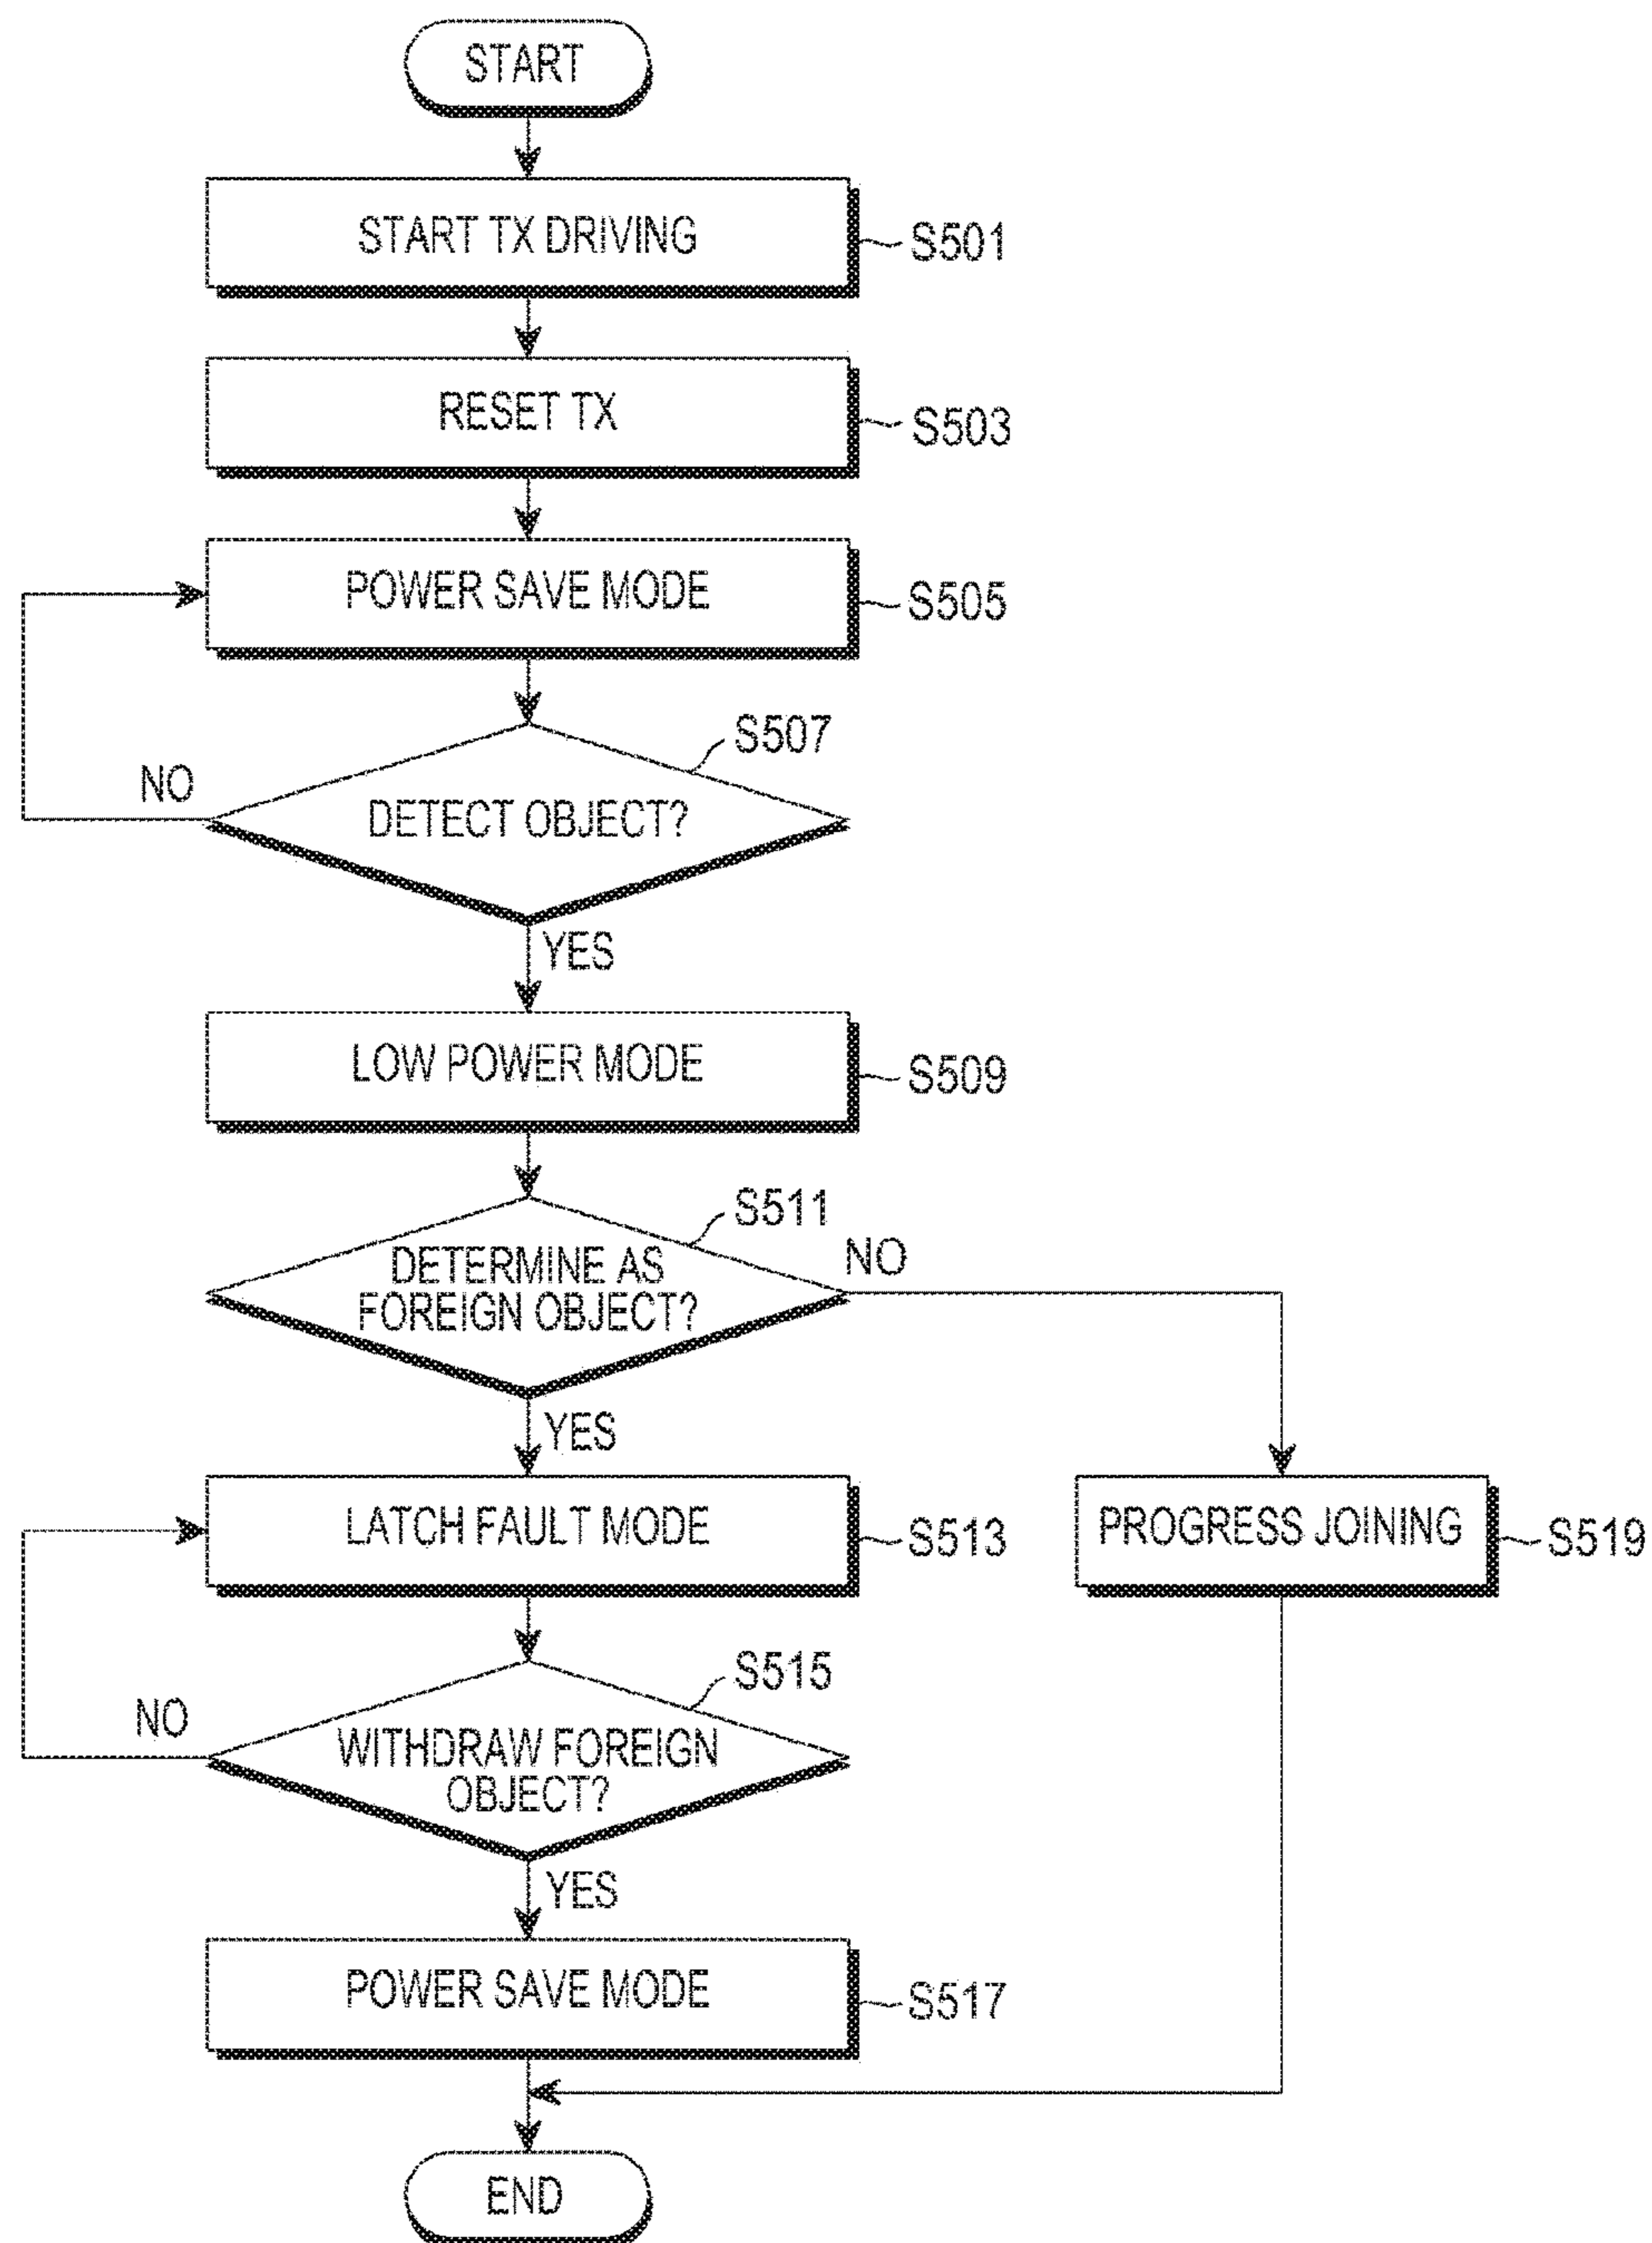 START
START TX DRIVING
S501
RESET TX
S503
POWER SAVE MODE
S505
S507
NO
DETECT OBJECT?
YES
LOW POWER MODE
S509
S511
DETERMINE AS
FOREIGN OBJECT?
NO
YES
LATCH FAULT MODE
S513
PROGRESS JOINING
S519
S515
NO
WITHDRAW FOREIGN
OBJECT?
YES
POWER SAVE MODE
S517
END